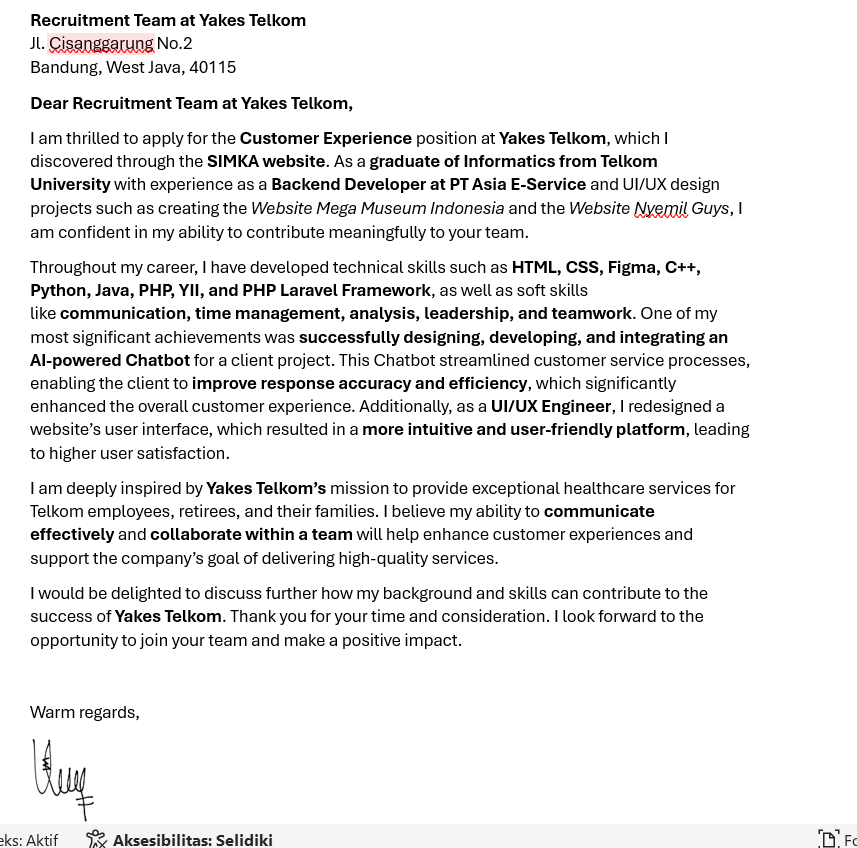 Recruitment Team at Yakes Telkom
Jl. Cisanggarung No.2
Bandung, West Java, 40115
Dear Recruitment Team at Yakes Telkom,
I am thrilled to apply for the Customer Experience position at Yakes Telkom, which I
discovered through the SIMKA website. As a graduate of Informatics from Telkom
University with experience as a Backend Developer at PT Asia E-Service and UI/UX design
projects such as creating the Website Mega Museum Indonesia and the Website Nyemil Guys, I
am confident in my ability to contribute meaningfully to your team.
Throughout my career, I have developed technical skills such as HTML, CSS, Figma, C++,
Python, Java, PHP, YII, and PHP Laravel Framework, as well as soft skills
like communication, time management, analysis, leadership, and teamwork. One of my
most significant achievements was successfully designing, developing, and integrating an
AI-powered Chatbot for a client project. This Chatbot streamlined customer service processes,
enabling the client to improve response accuracy and efficiency, which significantly
enhanced the overall customer experience. Additionally, as a UI/UX Engineer, I redesigned a
website’s user interface, which resulted in a more intuitive and user-friendly platform, leading
to higher user satisfaction.
I am deeply inspired by Yakes Telkom’s mission to provide exceptional healthcare services for
Telkom employees, retirees, and their families. I believe my ability to communicate
effectively and collaborate within a team will help enhance customer experiences and
support the company’s goal of delivering high-quality services.
I would be delighted to discuss further how my background and skills can contribute to the
success of Yakes Telkom. Thank you for your time and consideration. I look forward to the
opportunity to join your team and make a positive impact.
Warm regards,
eks: Aktif
Aksesibilitas: Selidiki
Fo